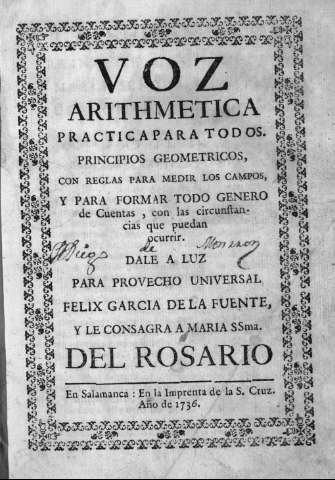 VOZ
ARITHMETICA
PRACTICA PARA TODOS.
PRINCIPIOS GEOMETRICOS,
CON REGLAS PARA MEDIR LOS CAMPOS,
Y PARA FORMAR TODO GENERO
de Cuentas, con las circunſtan-
cias que puedan
ocurrir.
Diego de
DALE A LUZ
PARA PROVECHO UNIVERSAL
FELIX GARCIA DE LA FUENTE,
Y LE CONSAGRA A MARIA SSma.
DEL ROSARIO
En Salamanca: En la Imprenta de la S. Cruz.
Año de 1736.